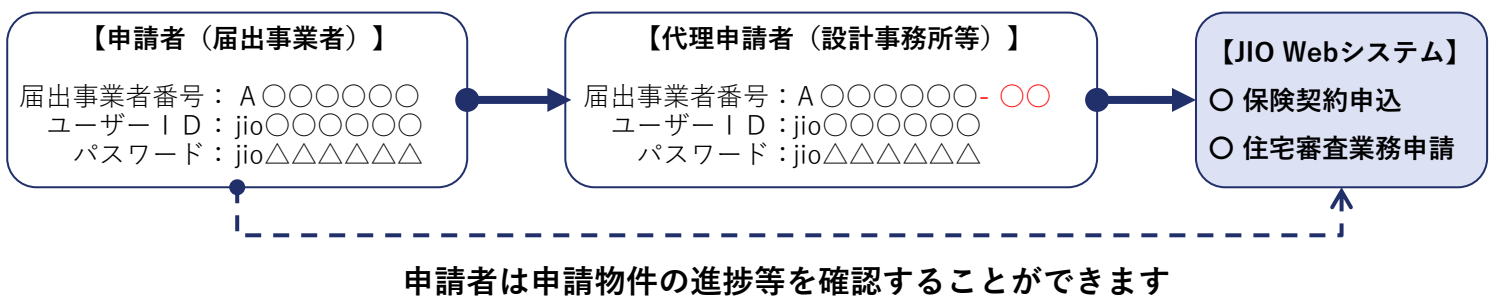 【申請者（届出事業者）】
届出事業者番号： A○○○○○○
ユーザーＩＤ：jio○○○○○○
パスワード：jio△△△△△△
【代理申請者（設計事務所等）】
届出事業者番号：A○○○○○○- ○○
ユーザーＩＤ：jio○○○○○○
パスワード：jio△△△△△△
【JIO Webシステム】
○ 保険契約申込
○ 住宅審査業務申請
申請者は申請物件の進捗等を確認することができます